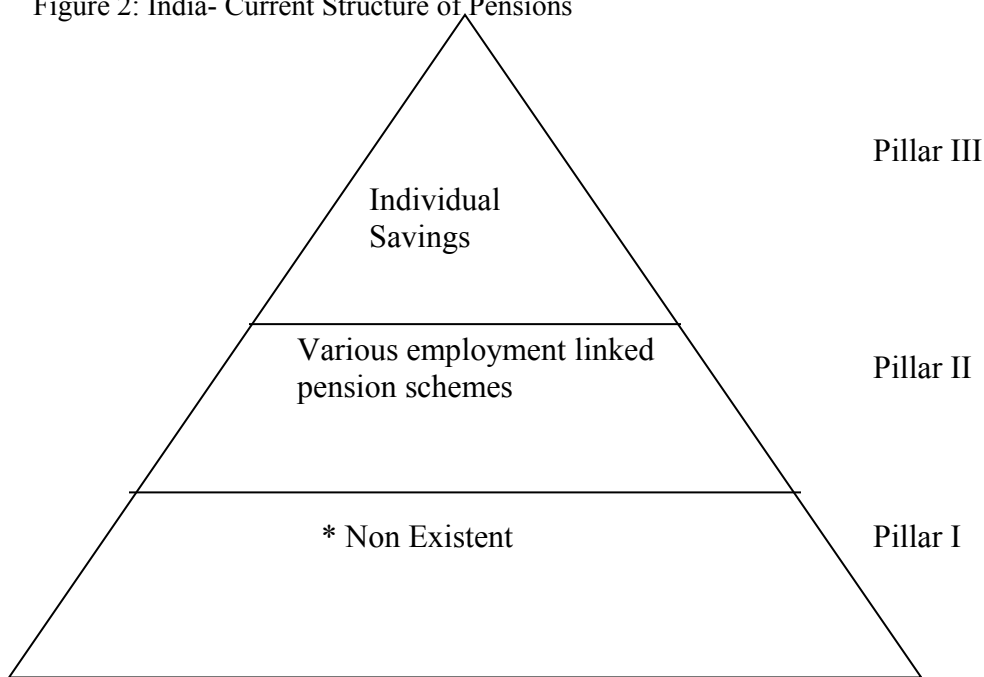 Figure 2: India- Current Structure of Pensions
Pillar III
Individual
Savings
Various employment linked
pension schemes
Pillar II
* Non Existent
Pillar I